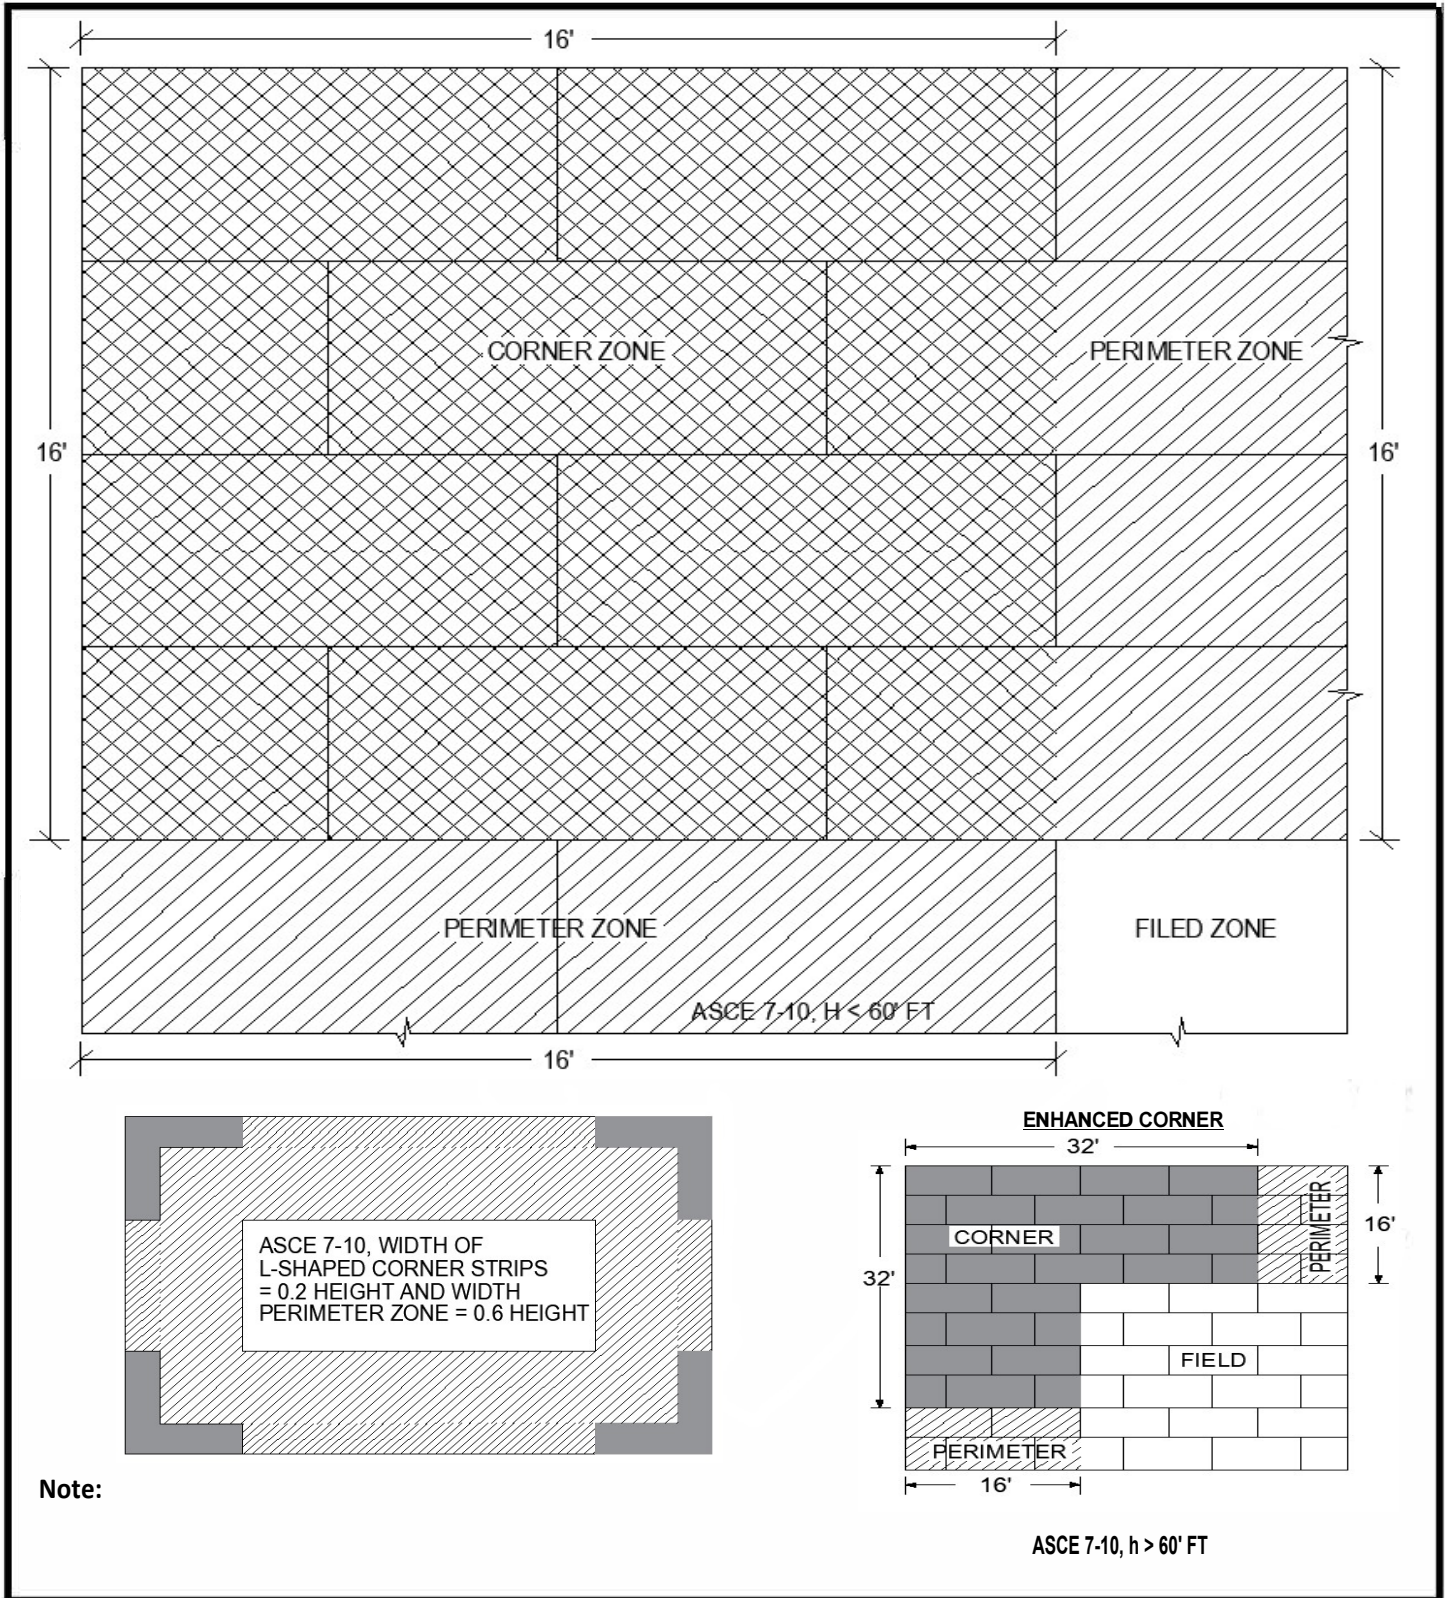 16'
CORNER ZONE
PERIMETER ZONE
16'
16'
PERIMETER ZONE
FILED ZONE
ASCE 7-10, H < 60' FT
16'
ENHANCED CORNER
32'
PERIMETER
16'
CORNER
ASCE 7-10, WIDTH OF
L-SHAPED CORNER STRIPS
= 0.2 HEIGHT AND WIDTH
PERIMETER ZONE = 0.6 HEIGHT
32'
FIELD
PERIMETER
16'
Note:
ASCE 7-10, h > 60' FT